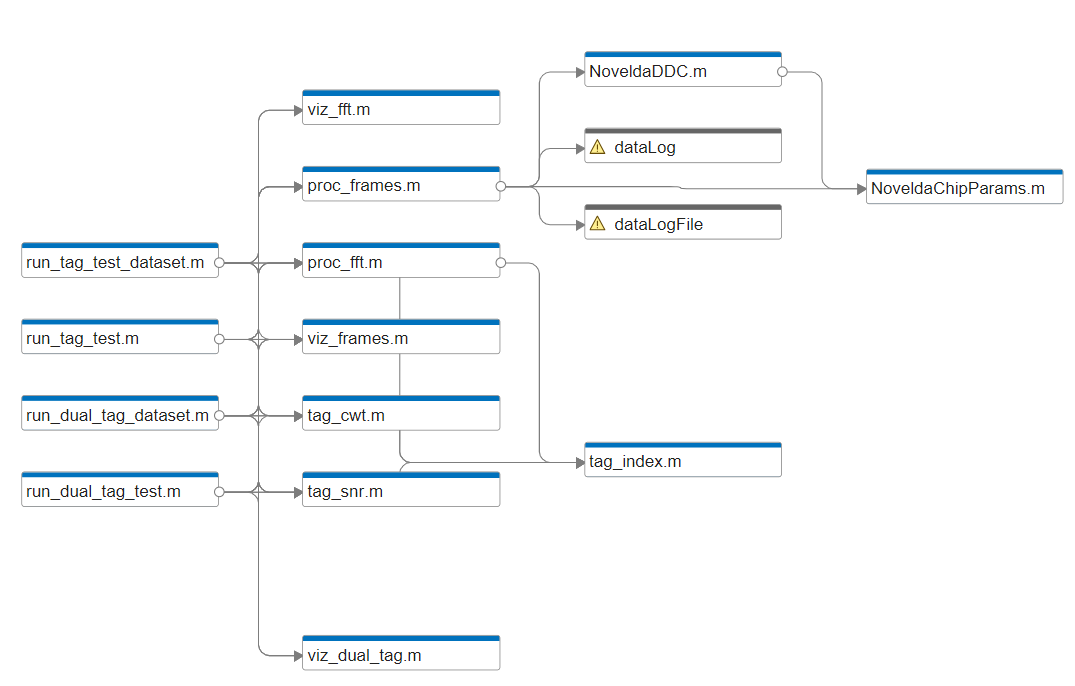 NoveldaDDC.m
viz_fft.m
dataLog
proc_frames.m
NoveldaChipParams.m
dataLogFile
run_tag_test_dataset.m
proc_fft.m
run_tag_test.m
viz_frames.m
run_dual_tag_dataset.m
tag_cwt.m
tag_index.m
run_dual_tag_test.m
tag_snr.m
viz_dual_tag.m